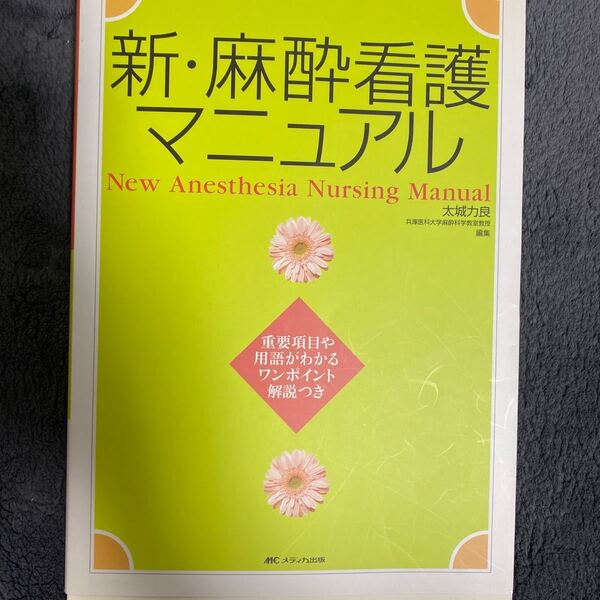 新・麻酔看護
マニュアル
New Anesthesia Nursing Manual
太城力良
兵庫医科大学麻酔科学教室教授
編集
重要項目や
用語がわかる
ワンポイント
解説つき
MC メディカ出版